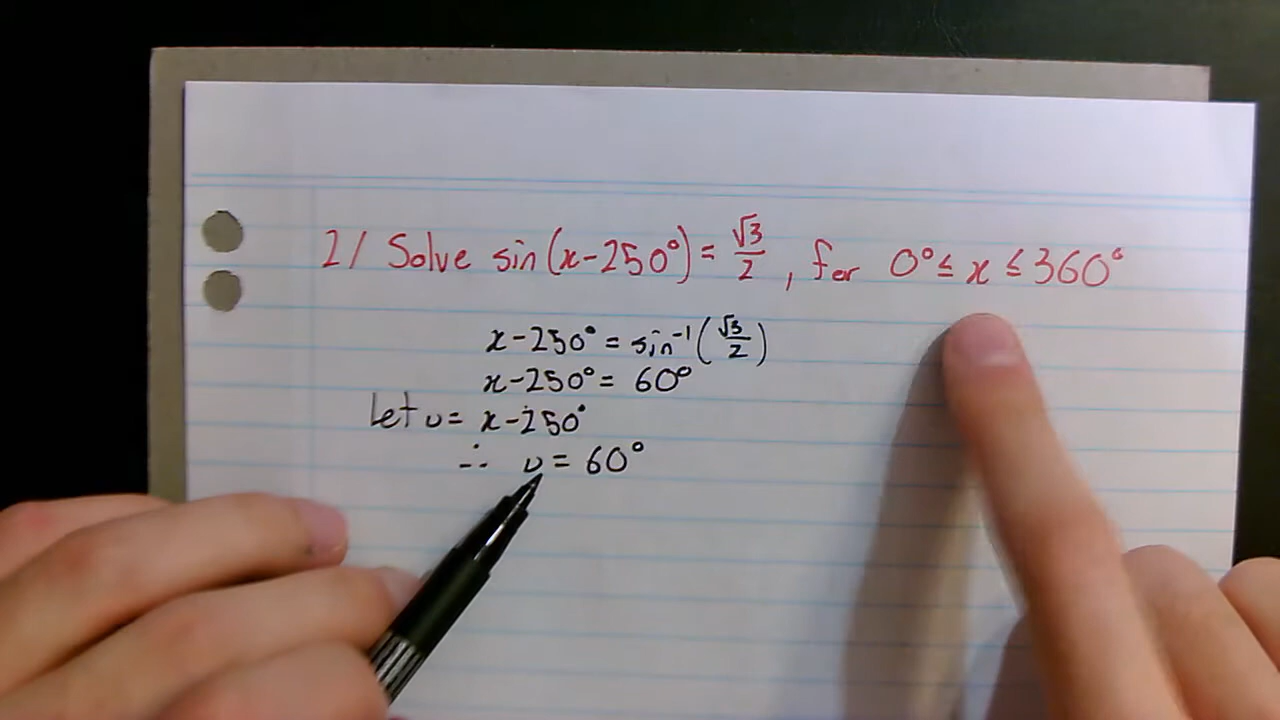 2/ Solve sin(x-250°) = √3/2, for 0° ≤ x ≤ 360°
x-250° = sin⁻¹(√3/2)
x-250° = 60°
Let u = x-250°
∴ u = 60°